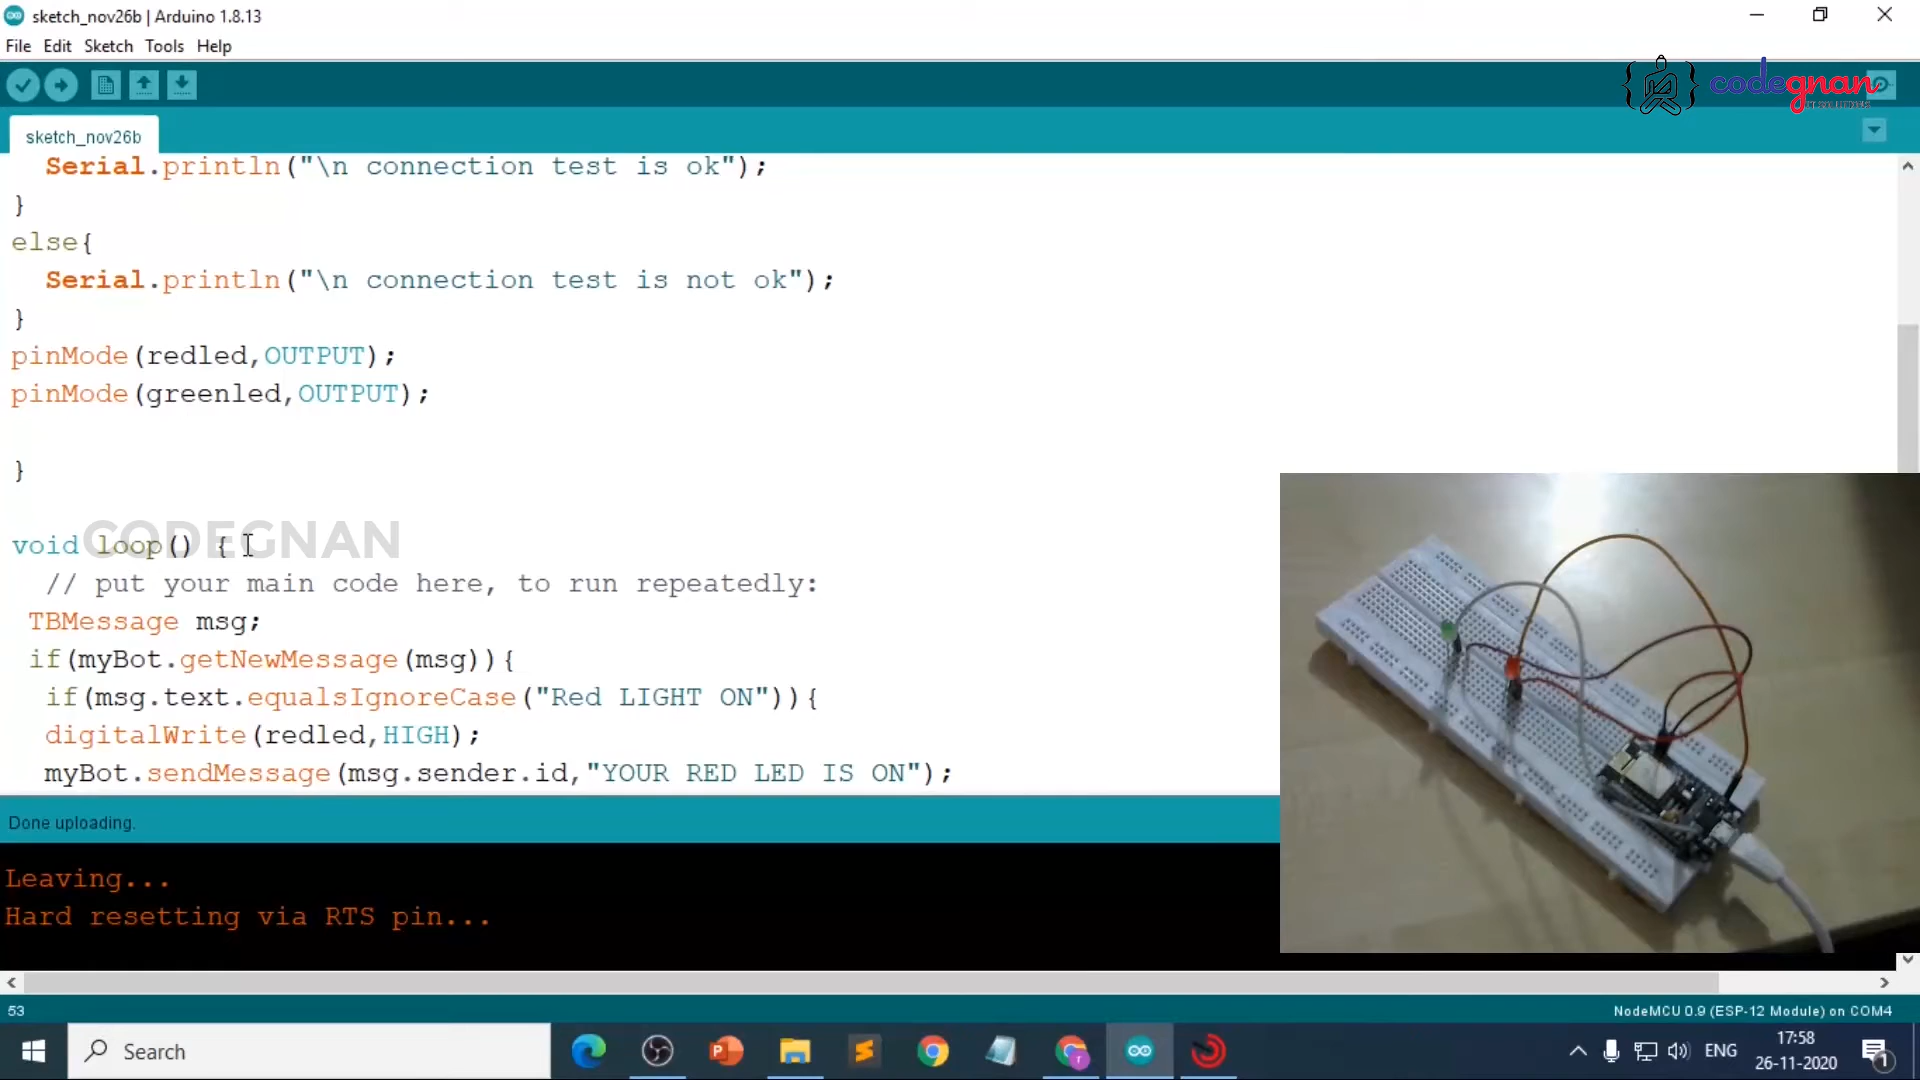 sketch_nov26b | Arduino 1.8.13
File Edit Sketch Tools Help
codegnan
IT SOLUTIONS
sketch_nov26b
Serial.println("\n connection test is ok");
}
else{
Serial.println("\n connection test is not ok");
}
pinMode(redled,OUTPUT);
pinMode(greenled,OUTPUT);
}
CODEGNAN
void loop() {
// put your main code here, to run repeatedly:
TBMessage msg;
if(myBot.getNewMessage(msg)){
if(msg.text.equalsIgnoreCase("Red LIGHT ON")){
digitalWrite(redled,HIGH);
myBot.sendMessage(msg.sender.id,"YOUR RED LED IS ON");
Done uploading.
Leaving...
Hard resetting via RTS pin...
53
NodeMCU 0.9 (ESP-12 Module) on COM4
Search
ENG
17:58
26-11-2020
1